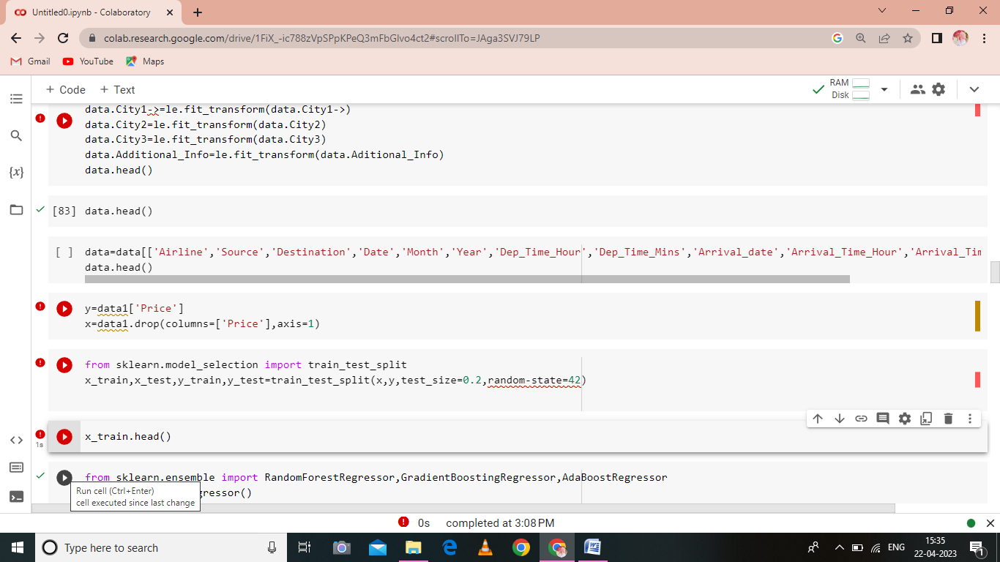 Untitled0.ipynb - Colaboratory
colab.research.google.com/drive/1FiX_-ic788zVpSPpKPeQ3mFbGlvo4ct2#scrollTo=JAga3SVJ79LP
Gmail YouTube Maps
+ Code + Text
RAM
Disk
data.City1->=le.fit_transform(data.City1->)
data.City2=le.fit_transform(data.City2)
data.City3=le.fit_transform(data.City3)
data.Additional_Info=le.fit_transform(data.Aditional_Info)
data.head()
[83] data.head()
[ ] data=data[['Airline','Source','Destination','Date','Month','Year','Dep_Time_Hour','Dep_Time_Mins','Arrival_date','Arrival_Time_Hour','Arrival_Tim
data.head()
y=data1['Price']
x=data1.drop(columns=['Price'],axis=1)
from sklearn.model_selection import train_test_split
x_train,x_test,y_train,y_test=train_test_split(x,y,test_size=0.2,random-state=42)
1s
x_train.head()
from sklearn.ensemble import RandomForestRegressor,GradientBoostingRegressor,AdaBoostRegressor
gressor()
Run cell (Ctrl+Enter)
cell executed since last change
0s completed at 3:08 PM
Type here to search
ENG
15:35
22-04-2023
1